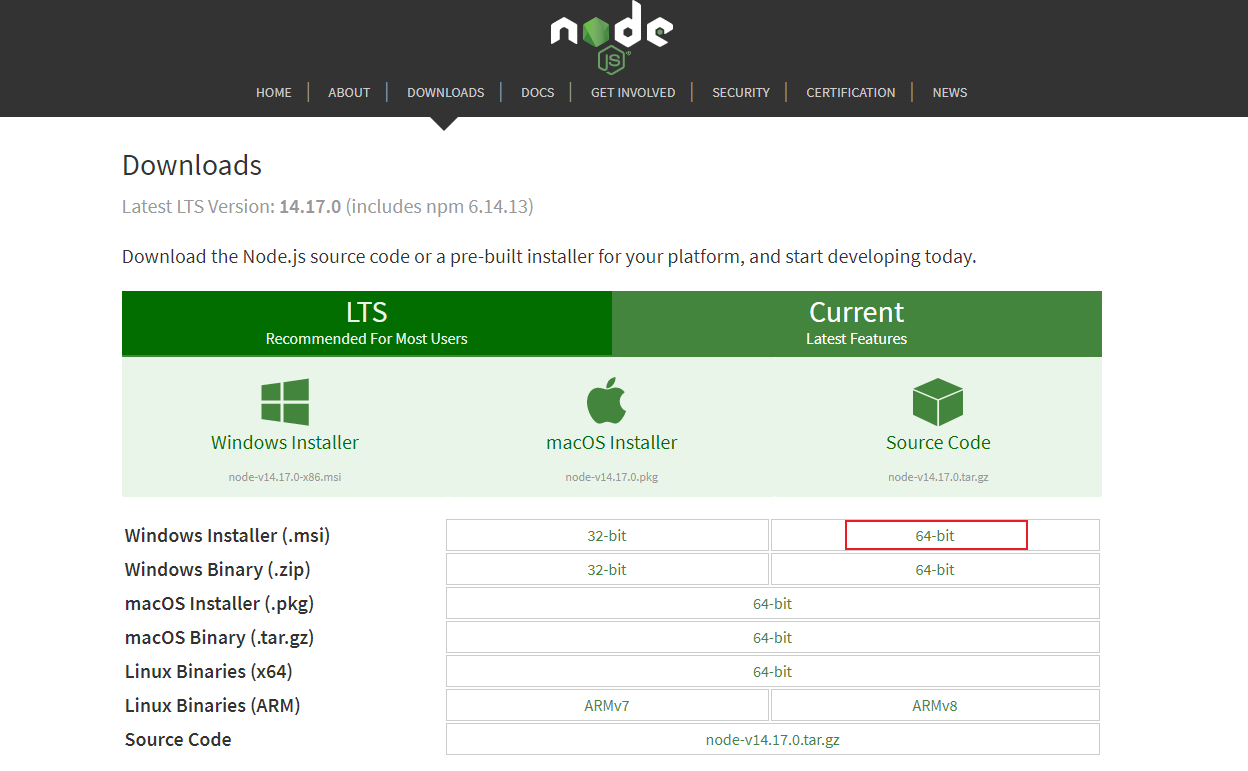 node
JS
HOME ABOUT DOWNLOADS DOCS GET INVOLVED SECURITY CERTIFICATION NEWS
Downloads
Latest LTS Version: 14.17.0 (includes npm 6.14.13)
Download the Node.js source code or a pre-built installer for your platform, and start developing today.
LTS Current
Recommended For Most Users Latest Features
Windows Installer macOS Installer Source Code
node-v14.17.0-x86.msi node-v14.17.0.pkg node-v14.17.0.tar.gz
Windows Installer (.msi) 32-bit 64-bit
Windows Binary (.zip) 32-bit 64-bit
macOS Installer (.pkg) 64-bit
macOS Binary (.tar.gz) 64-bit
Linux Binaries (x64) 64-bit
Linux Binaries (ARM) ARMv7 ARMv8
Source Code node-v14.17.0.tar.gz